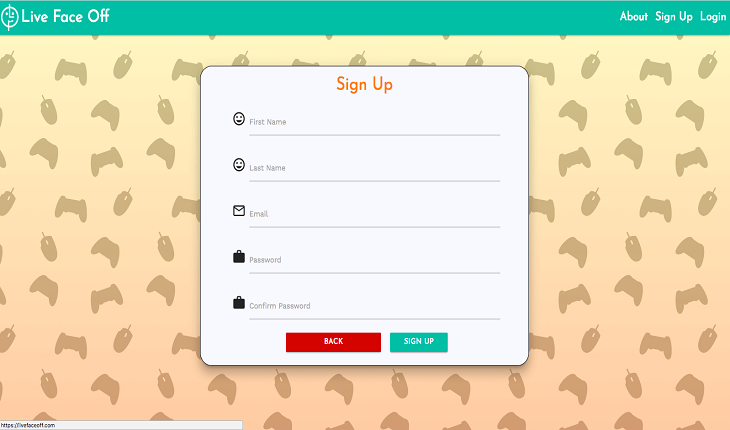 Live Face Off
About Sign Up Login
Sign Up
First Name
Last Name
Email
Password
Confirm Password
BACK SIGN UP
https://livefaceoff.com